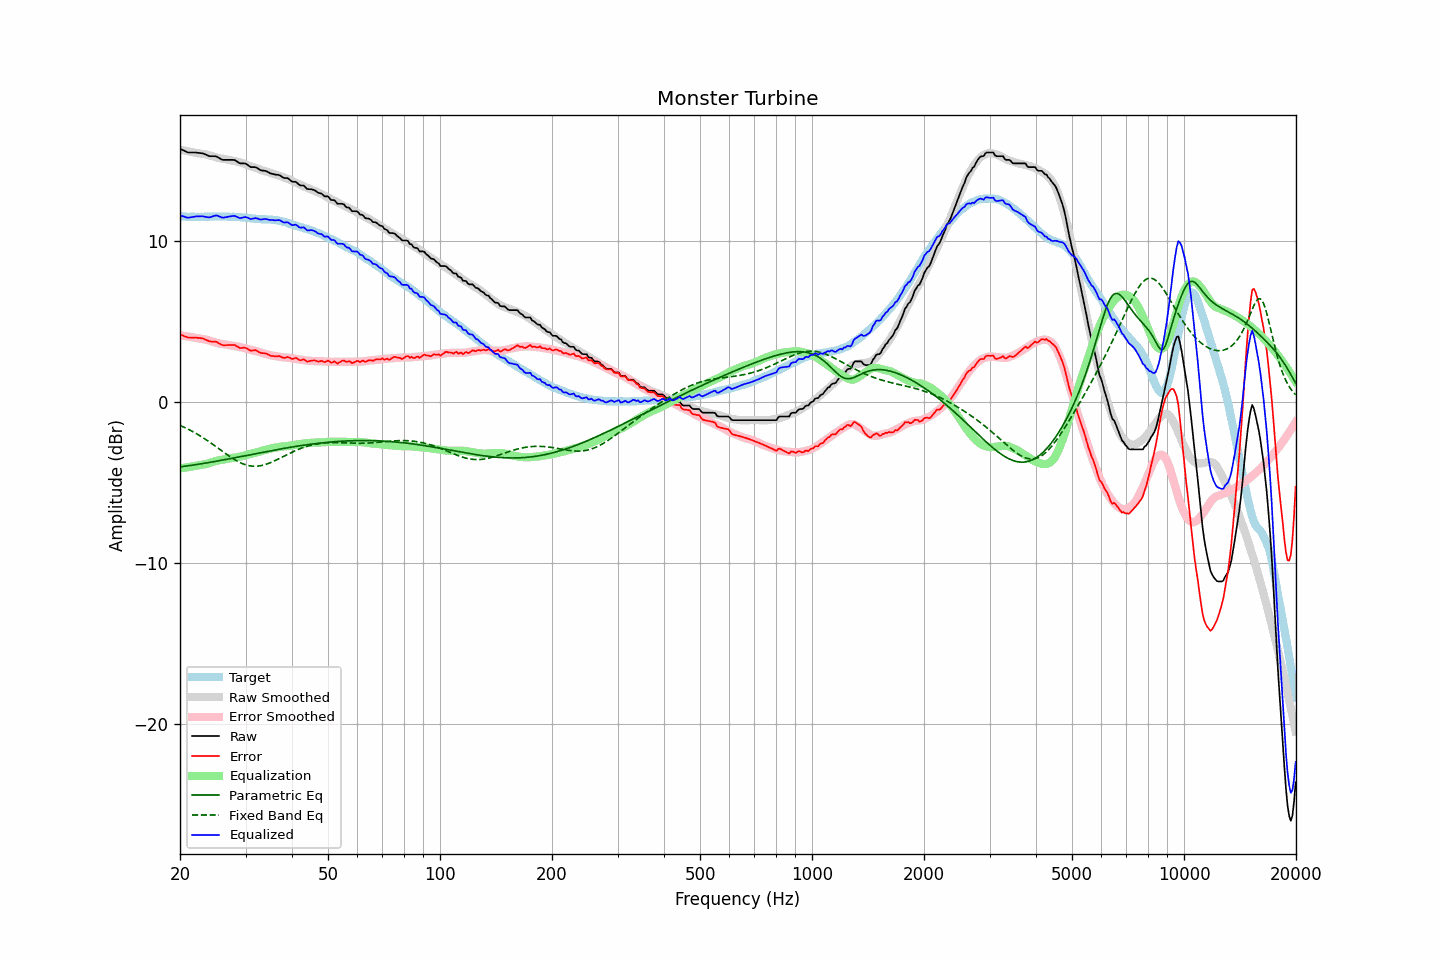 Monster Turbine
Amplitude (dBr)
10
0
−10
−20
Target
Raw Smoothed
Error Smoothed
Raw
Error
Equalization
Parametric Eq
Fixed Band Eq
Equalized
20 50 100 200 500 1000 2000 5000 10000 20000
Frequency (Hz)